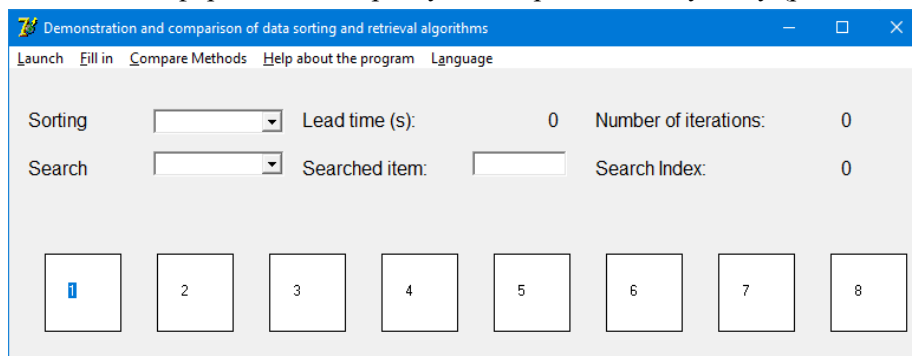 Demonstration and comparison of data sorting and retrieval algorithms
Launch Fill in Compare Methods Help about the program Language
Sorting Lead time (s): 0 Number of iterations: 0
Search Searched item: Search Index: 0
1 2 3 4 5 6 7 8